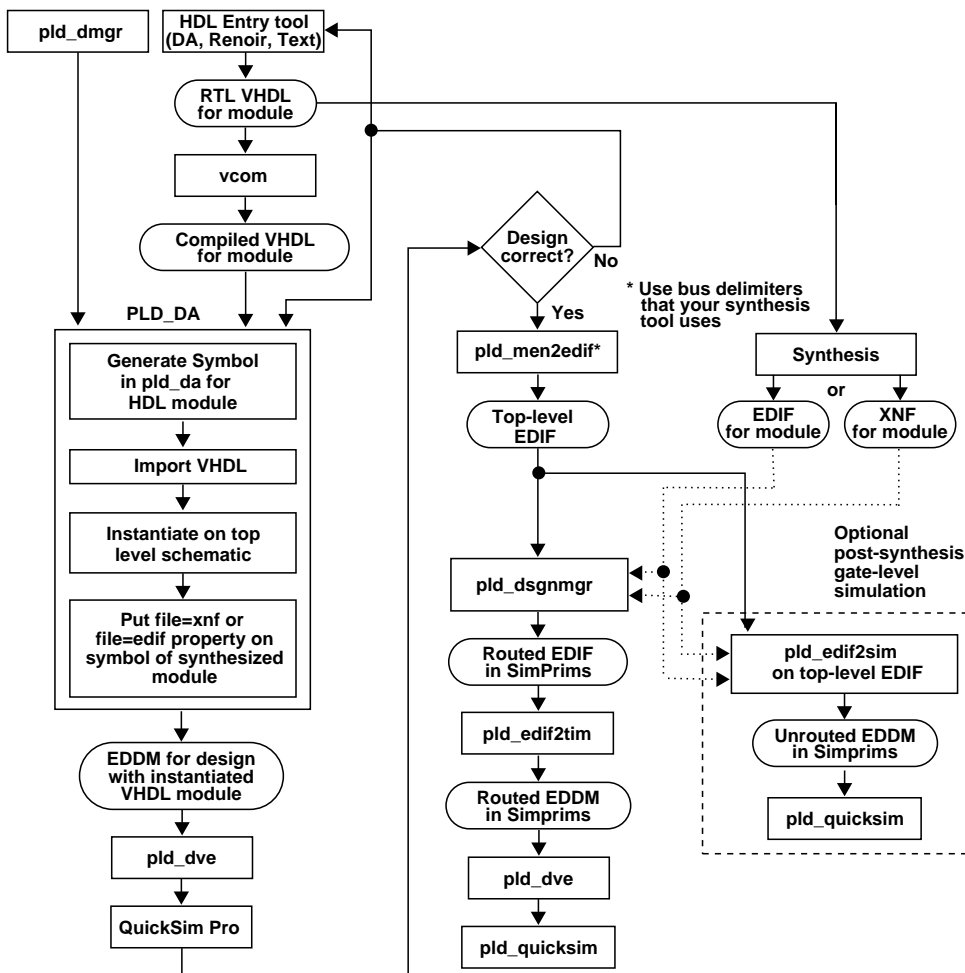 pld_dmgr
HDL Entry tool
(DA, Renoir, Text)
RTL VHDL
for module
vcom
Compiled VHDL
for module
PLD_DA
Generate Symbol
in pld_da for
HDL module
Import VHDL
Instantiate on top
level schematic
Put file=xnf or
file=edif property on
symbol of synthesized
module
EDDM for design
with instantiated
VHDL module
pld_dve
QuickSim Pro
Design
correct?
No
Yes
* Use bus delimiters
that your synthesis
tool uses
pld_men2edif*
Top-level
EDIF
pld_dsgnmgr
Routed EDIF
in SimPrims
pld_edif2tim
Routed EDDM
in Simprims
pld_dve
pld_quicksim
Synthesis
or
EDIF
for module
XNF
for module
Optional
post-synthesis
gate-level
simulation
pld_edif2sim
on top-level EDIF
Unrouted EDDM
in Simprims
pld_quicksim